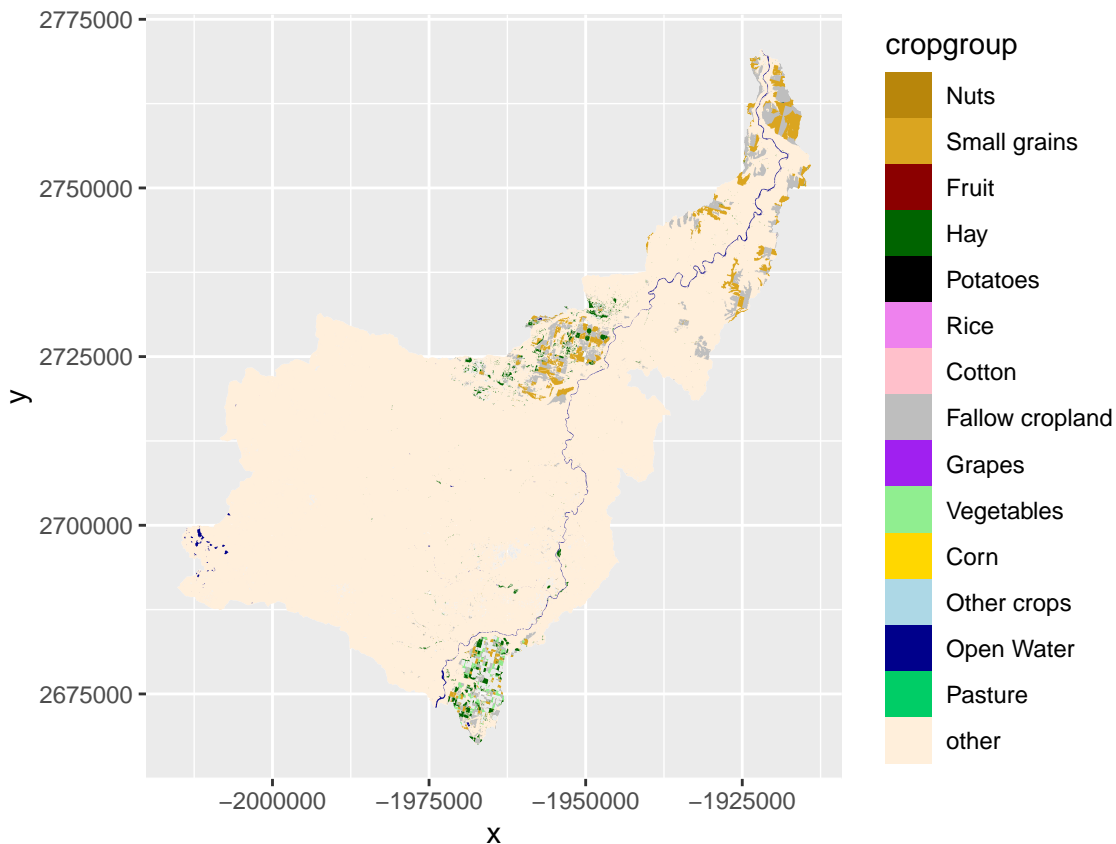 2775000
2750000
2725000
2700000
2675000
y
−2000000
−1975000
−1950000
−1925000
x
cropgroup
Nuts
Small grains
Fruit
Hay
Potatoes
Rice
Cotton
Fallow cropland
Grapes
Vegetables
Corn
Other crops
Open Water
Pasture
other